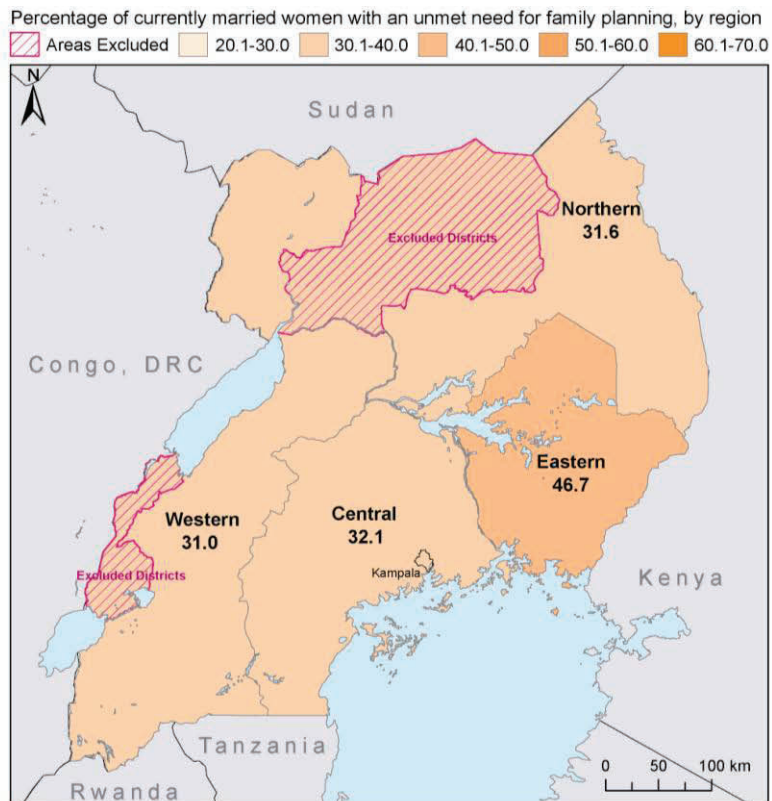 Percentage of currently married women with an unmet need for family planning, by region
Areas Excluded 20.1-30.0 30.1-40.0 40.1-50.0 50.1-60.0 60.1-70.0
N
Sudan
Northern
31.6
Excluded Districts
Congo, DRC
Eastern
46.7
Western
31.0
Central
32.1
Kampala
Excluded Districts
Kenya
Tanzania
Rwanda
0 50 100 km